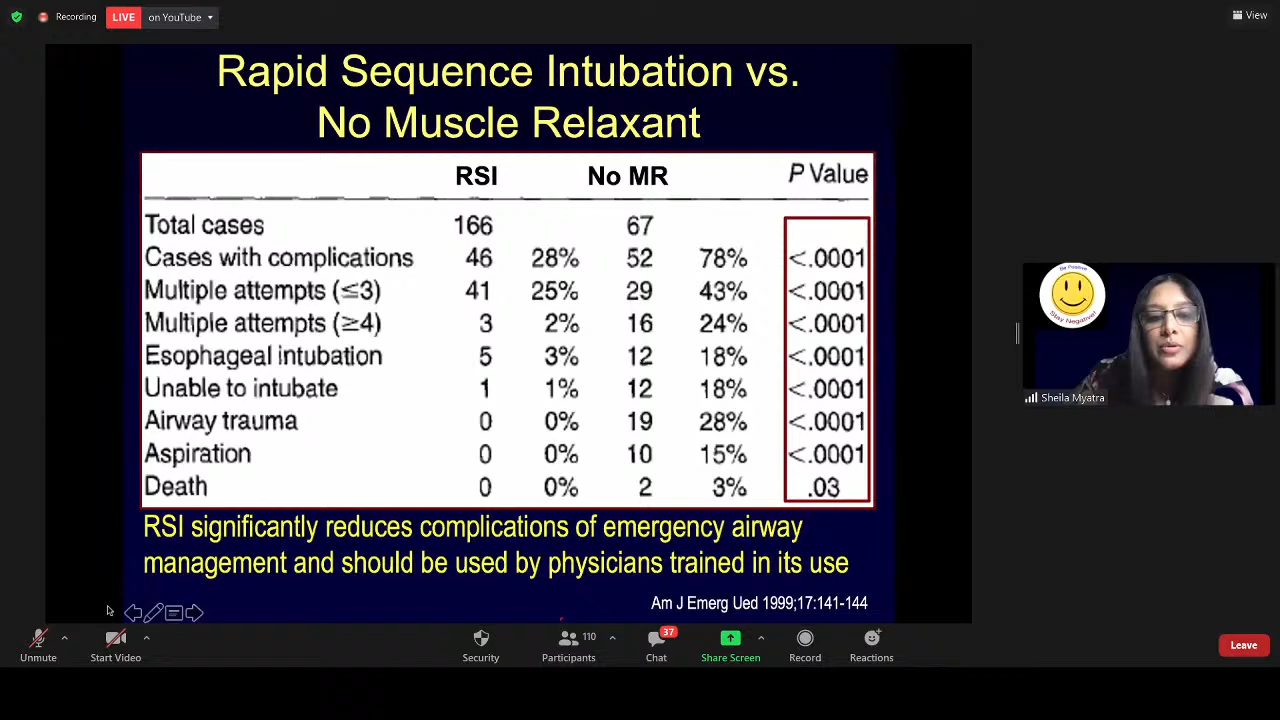 Recording
LIVE
on YouTube
View
Rapid Sequence Intubation vs.
No Muscle Relaxant
RSI No MR P Value
Total cases 166 67
Cases with complications 46 28% 52 78% <.0001
Multiple attempts (≤3) 41 25% 29 43% <.0001
Multiple attempts (≥4) 3 2% 16 24% <.0001
Esophageal intubation 5 3% 12 18% <.0001
Unable to intubate 1 1% 12 18% <.0001
Airway trauma 0 0% 19 28% <.0001
Aspiration 0 0% 10 15% <.0001
Death 0 0% 2 3% .03
RSI significantly reduces complications of emergency airway
management and should be used by physicians trained in its use
Am J Emerg Ued 1999;17:141-144
Be Positive
Stay Negative!
Sheila Myatra
110
37
Unmute
Start Video
Security
Participants
Chat
Share Screen
Record
Reactions
Leave